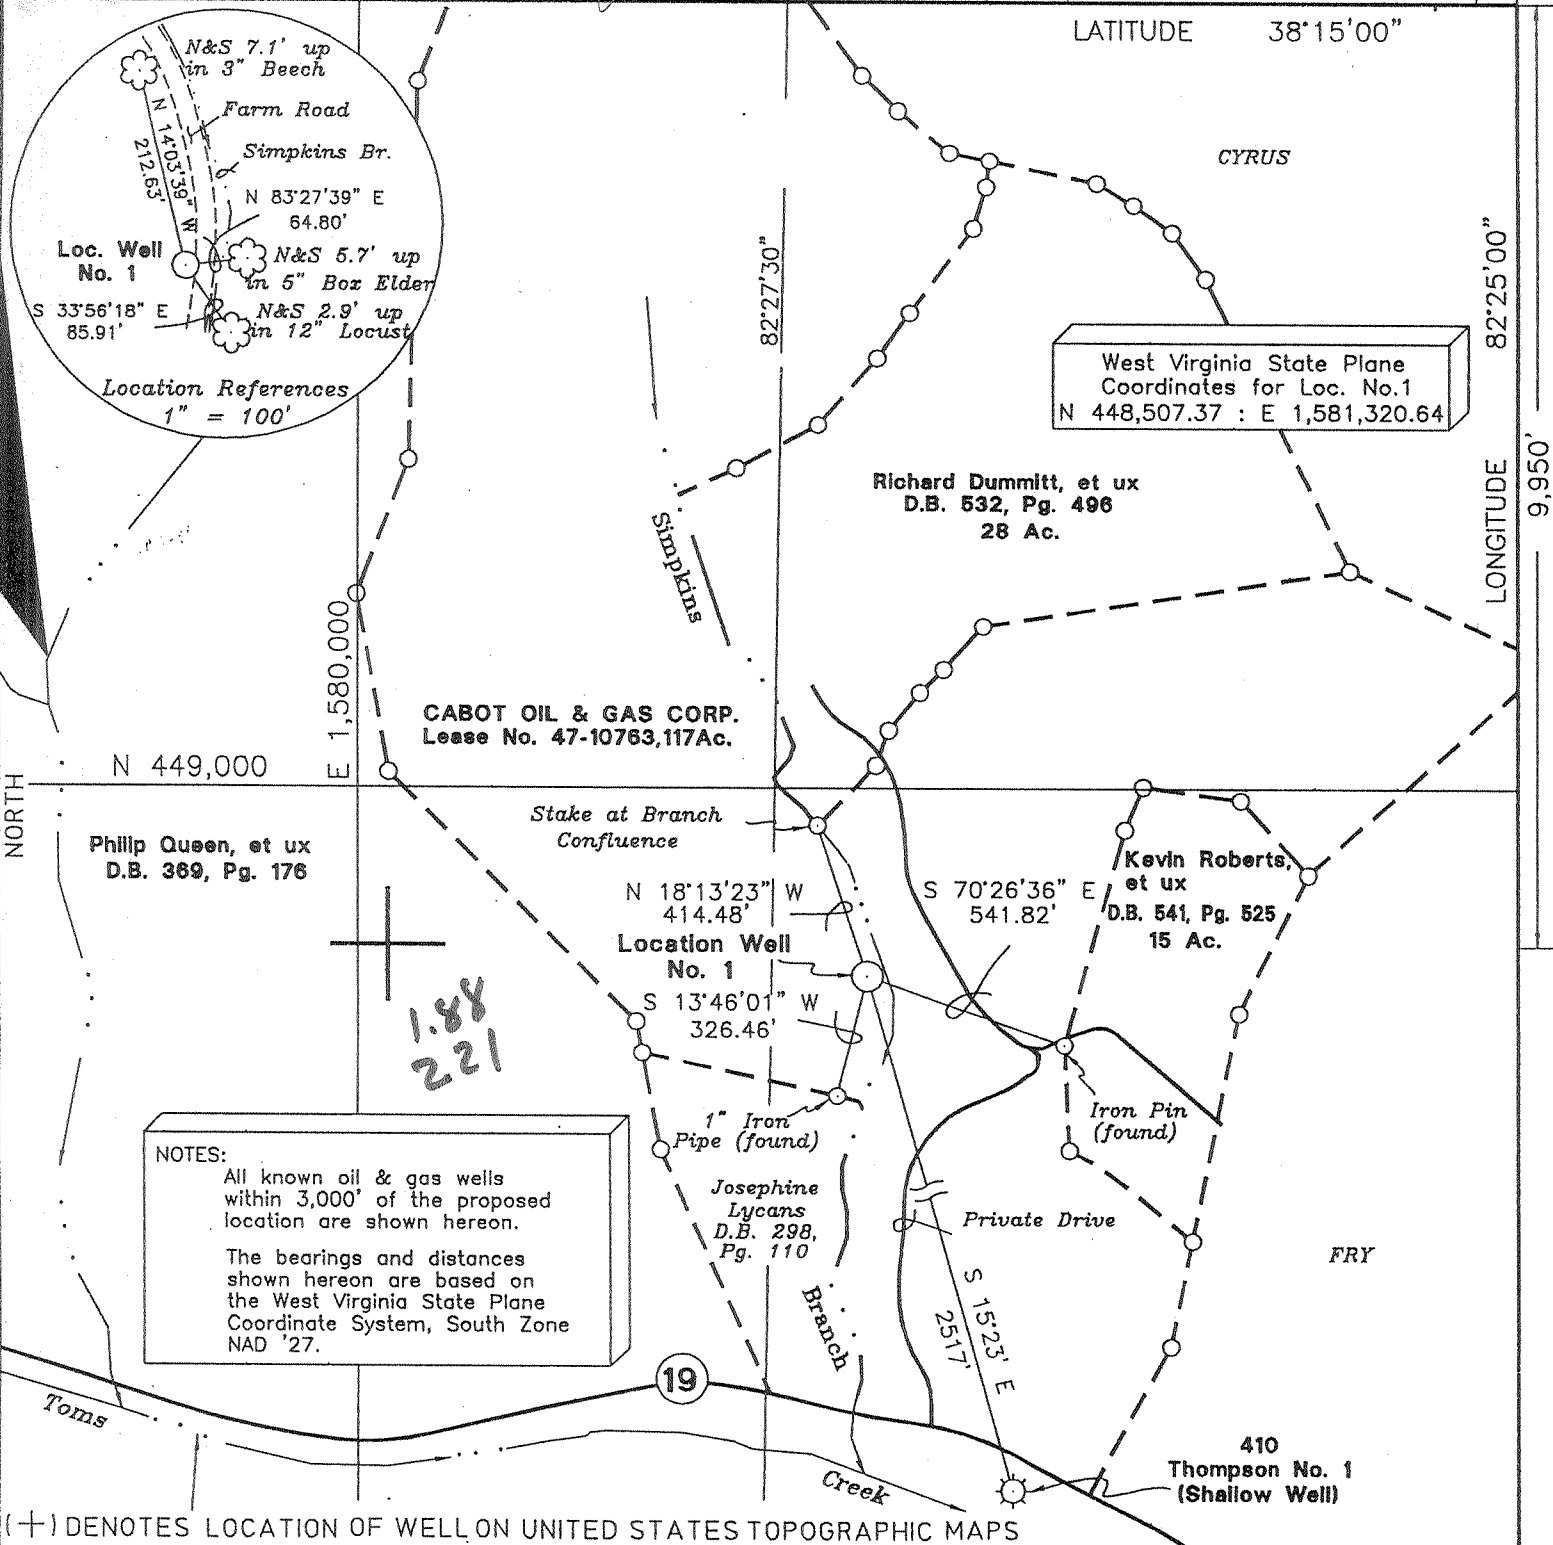 LATITUDE 38°15'00"
N&S 7.1' up
in 3" Beech
Farm Road
Simpkins Br.
N 14°03'39" W
212.63'
N 83°27'39" E
64.80'
Loc. Well
No. 1
N&S 5.7' up
in 5" Box Elder
S 33°56'18" E
85.91'
N&S 2.9' up
in 12" Locust
Location References
1" = 100'
CYRUS
82°27'30"
LONGITUDE 82°25'00"
9,950'
West Virginia State Plane
Coordinates for Loc. No.1
N 448,507.37 : E 1,581,320.64
Richard Dummitt, et ux
D.B. 532, Pg. 496
28 Ac.
Simpkins
E 1,580,000
CABOT OIL & GAS CORP.
Lease No. 47-10763,117Ac.
N 449,000
NORTH
Stake at Branch
Confluence
Philip Queen, et ux
D.B. 369, Pg. 176
Kevin Roberts,
et ux
D.B. 541, Pg. 525
15 Ac.
N 18°13'23" W
414.48'
S 70°26'36" E
541.82'
Location Well
No. 1
S 13°46'01" W
326.46'
1.88
221
1" Iron
Pipe (found)
Iron Pin
(found)
NOTES:
All known oil & gas wells
within 3,000' of the proposed
location are shown hereon.
The bearings and distances
shown hereon are based on
the West Virginia State Plane
Coordinate System, South Zone
NAD '27.
Josephine
Lycans
D.B. 298,
Pg. 110
Private Drive
FRY
S 15°23' E
2517'
Branch
19
Toms
Creek
410
Thompson No. 1
(Shallow Well)
(+) DENOTES LOCATION OF WELL ON UNITED STATES TOPOGRAPHIC MAPS